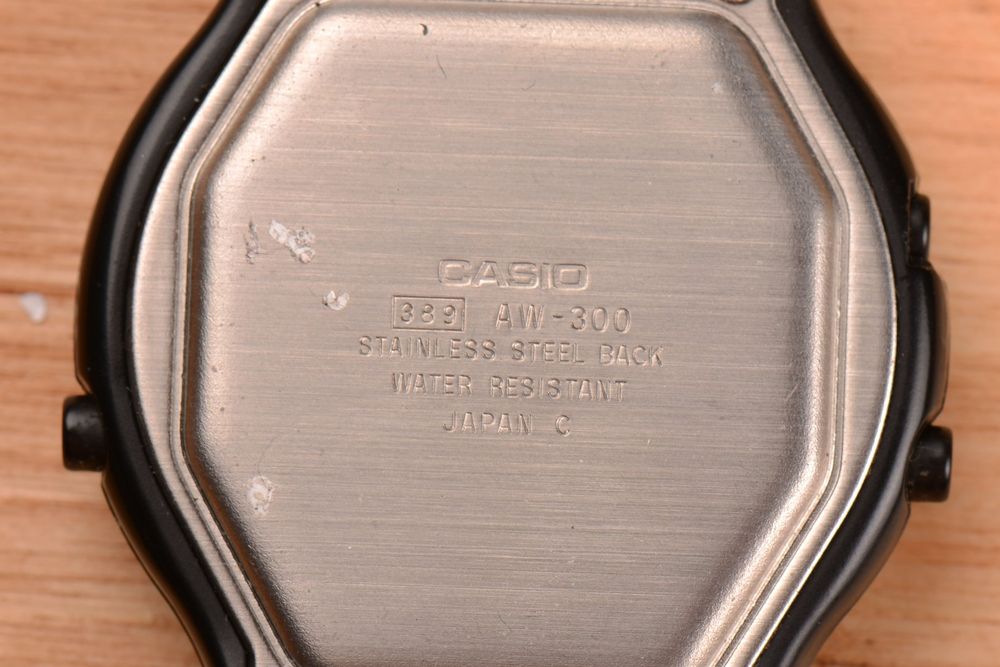 CASIO
389 AW-300
STAINLESS STEEL BACK
WATER RESISTANT
JAPAN C